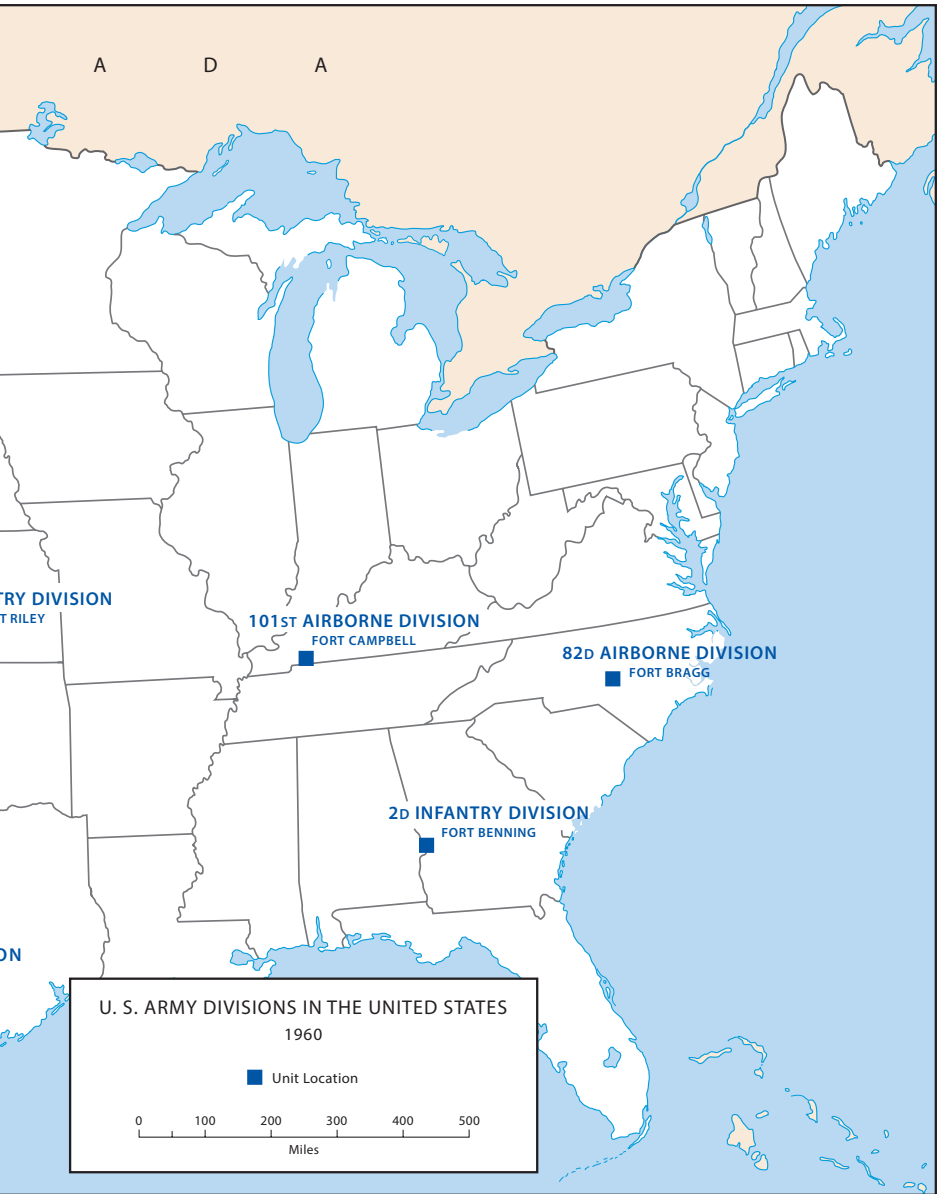 A D A
TRY DIVISION
T RILEY
101ST AIRBORNE DIVISION
FORT CAMPBELL
82D AIRBORNE DIVISION
FORT BRAGG
2D INFANTRY DIVISION
FORT BENNING
ON
U. S. ARMY DIVISIONS IN THE UNITED STATES
1960
Unit Location
0 100 200 300 400 500
Miles